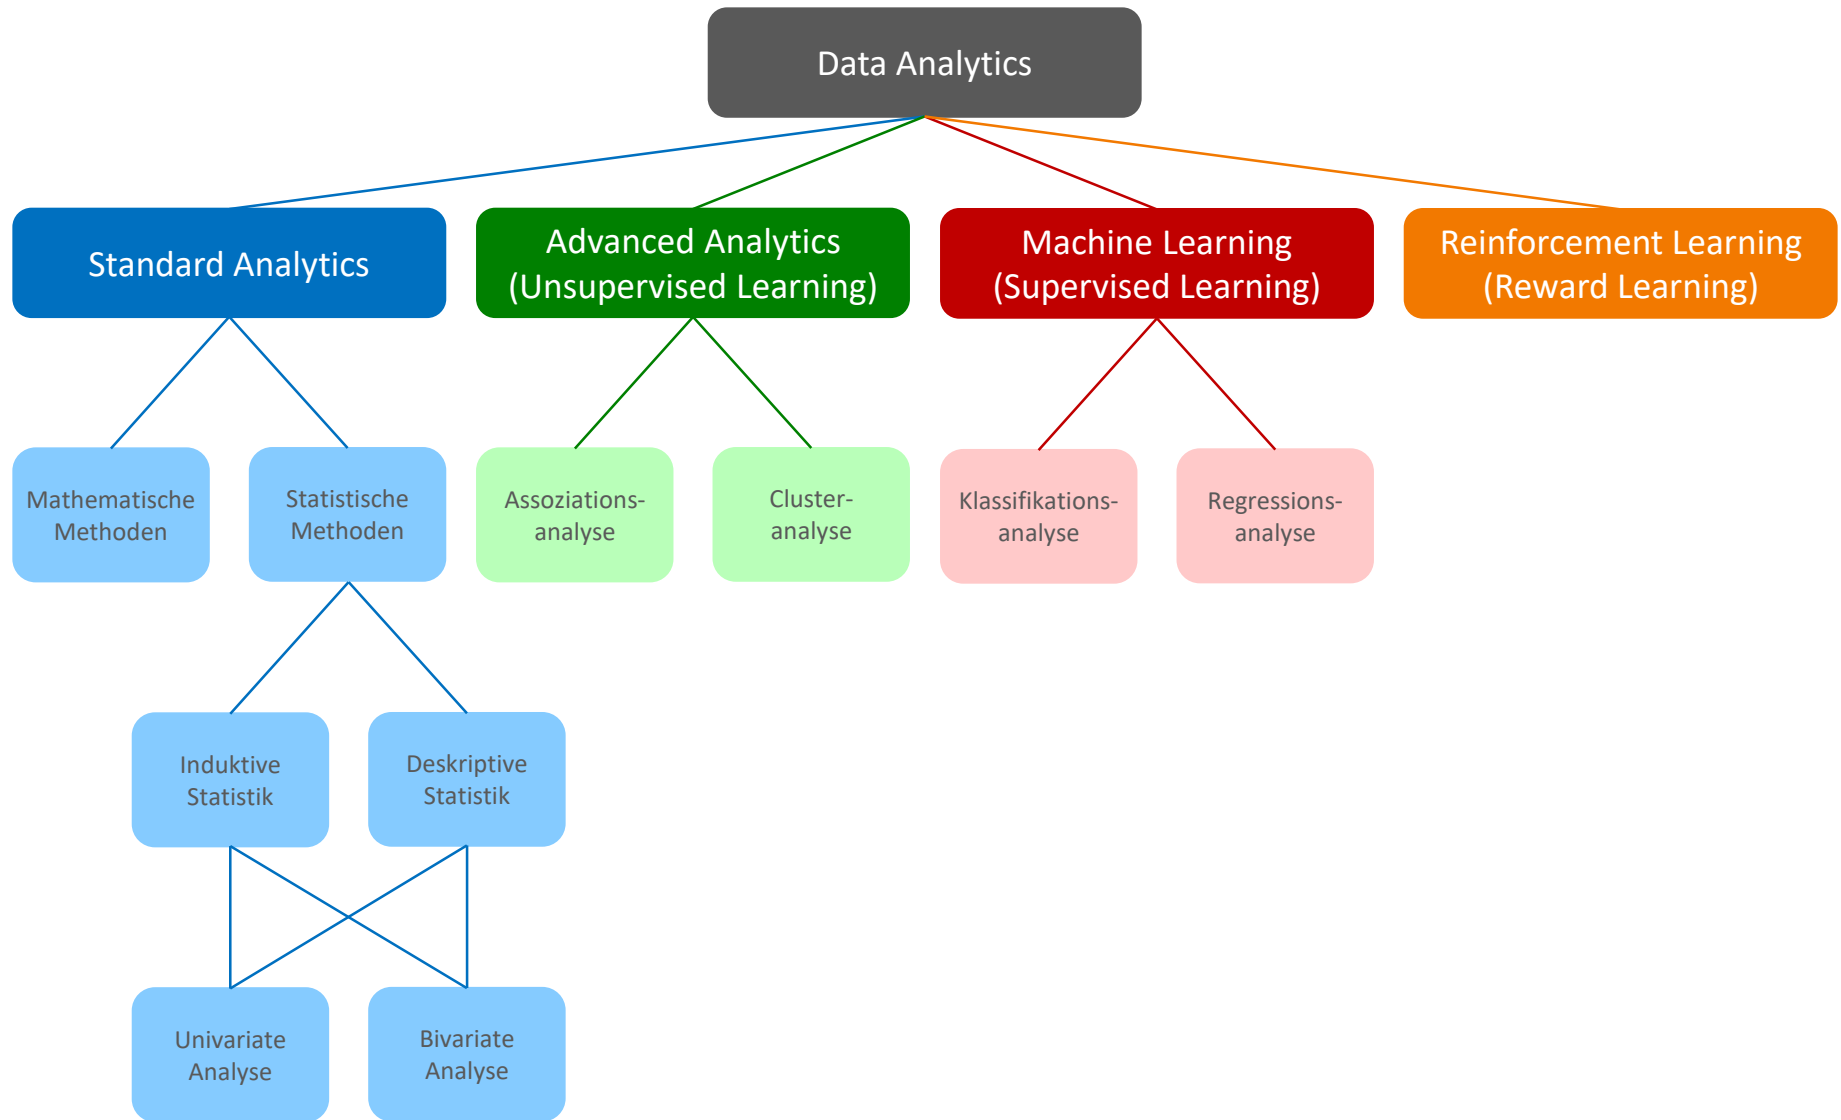 Data Analytics
Standard Analytics
Advanced Analytics
(Unsupervised Learning)
Machine Learning
(Supervised Learning)
Reinforcement Learning
(Reward Learning)
Mathematische
Methoden
Statistische
Methoden
Assoziations-
analyse
Cluster-
analyse
Klassifikations-
analyse
Regressions-
analyse
Induktive
Statistik
Deskriptive
Statistik
Univariate
Analyse
Bivariate
Analyse